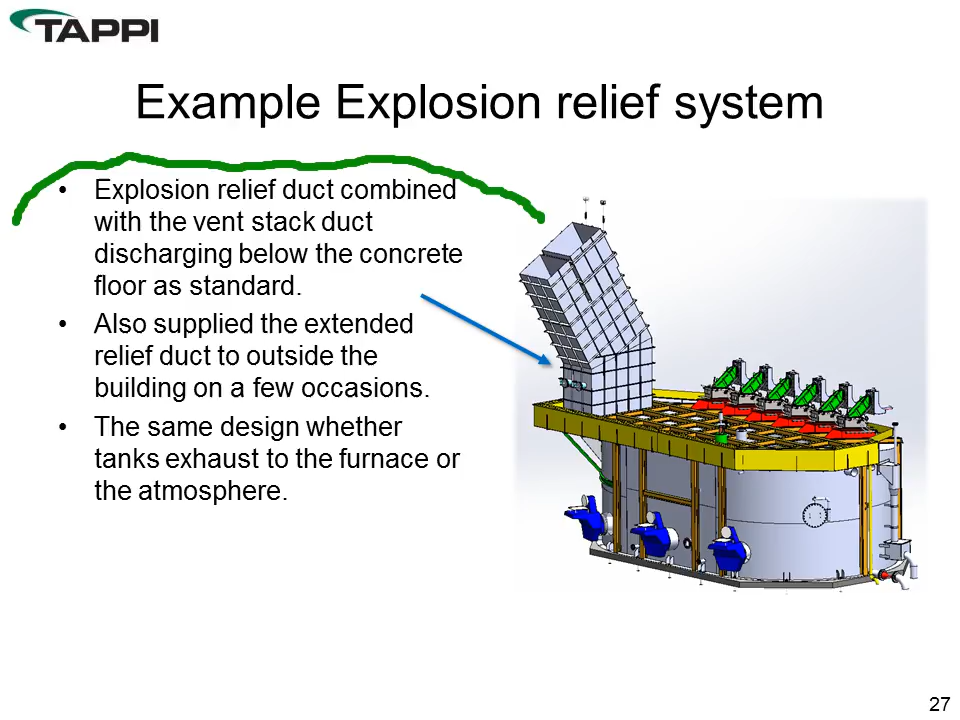 TAPPI
Example Explosion relief system
• Explosion relief duct combined
with the vent stack duct
discharging below the concrete
floor as standard.
• Also supplied the extended
relief duct to outside the
building on a few occasions.
• The same design whether
tanks exhaust to the furnace or
the atmosphere.
27